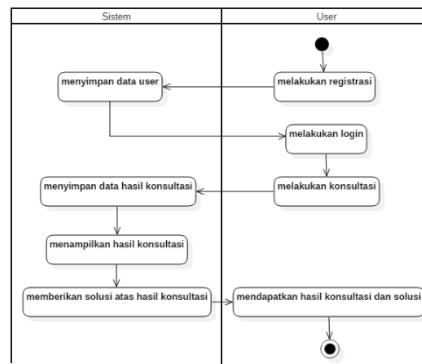 Sistem
User
melakukan registrasi
menyimpan data user
melakukan login
melakukan konsultasi
menyimpan data hasil konsultasi
menampilkan hasil konsultasi
memberikan solusi atas hasil konsultasi
mendapatkan hasil konsultasi dan solusi